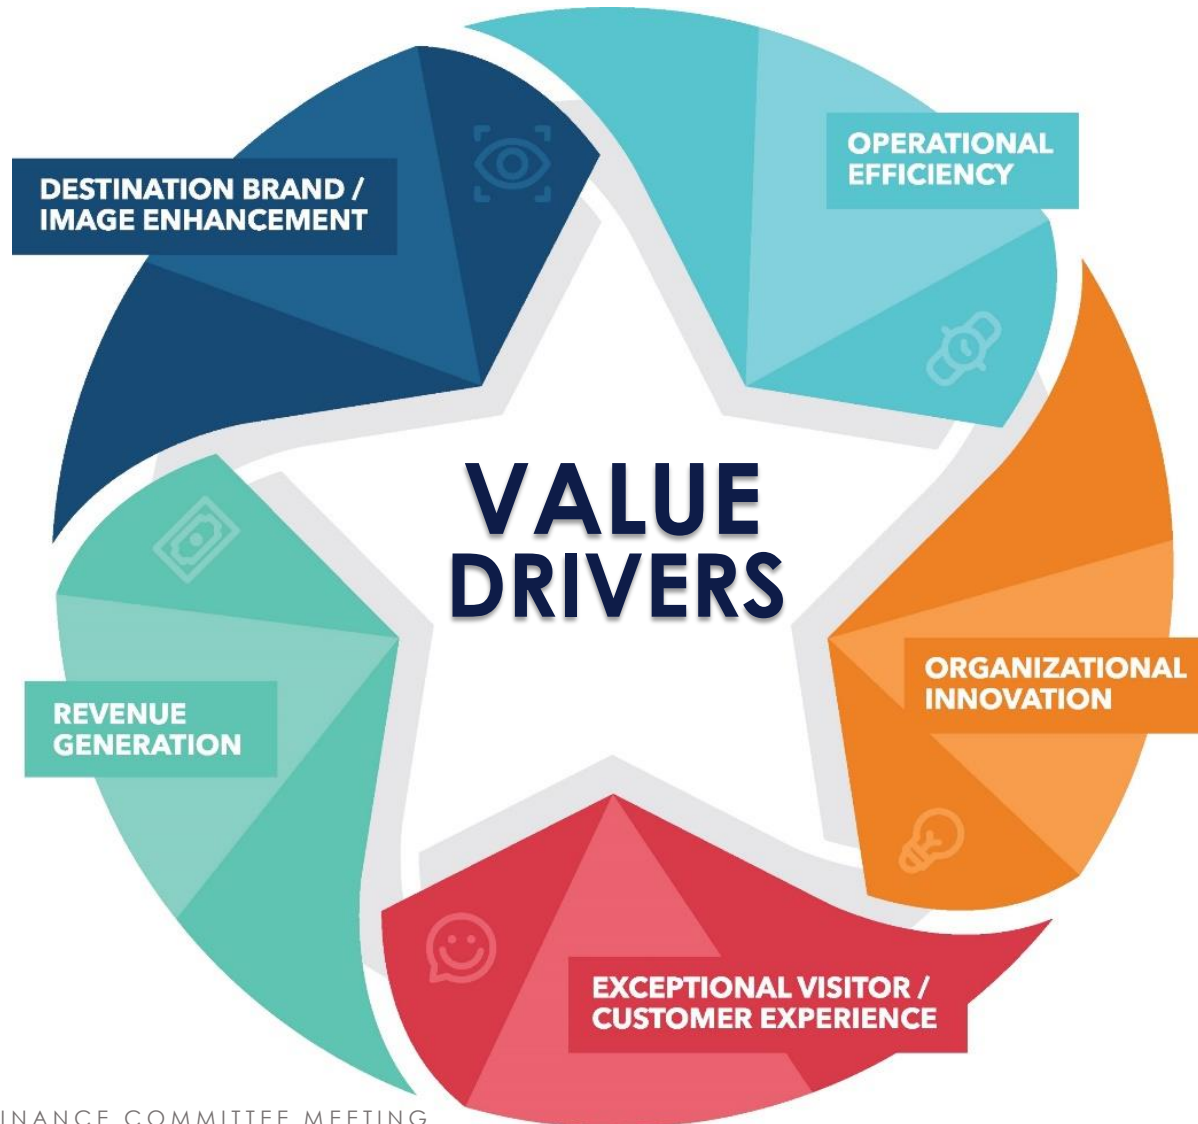 OPERATIONAL
EFFICIENCY
DESTINATION BRAND /
IMAGE ENHANCEMENT
VALUE
DRIVERS
ORGANIZATIONAL
INNOVATION
REVENUE
GENERATION
EXCEPTIONAL VISITOR /
CUSTOMER EXPERIENCE
INANCE COMMITTEE MEETING